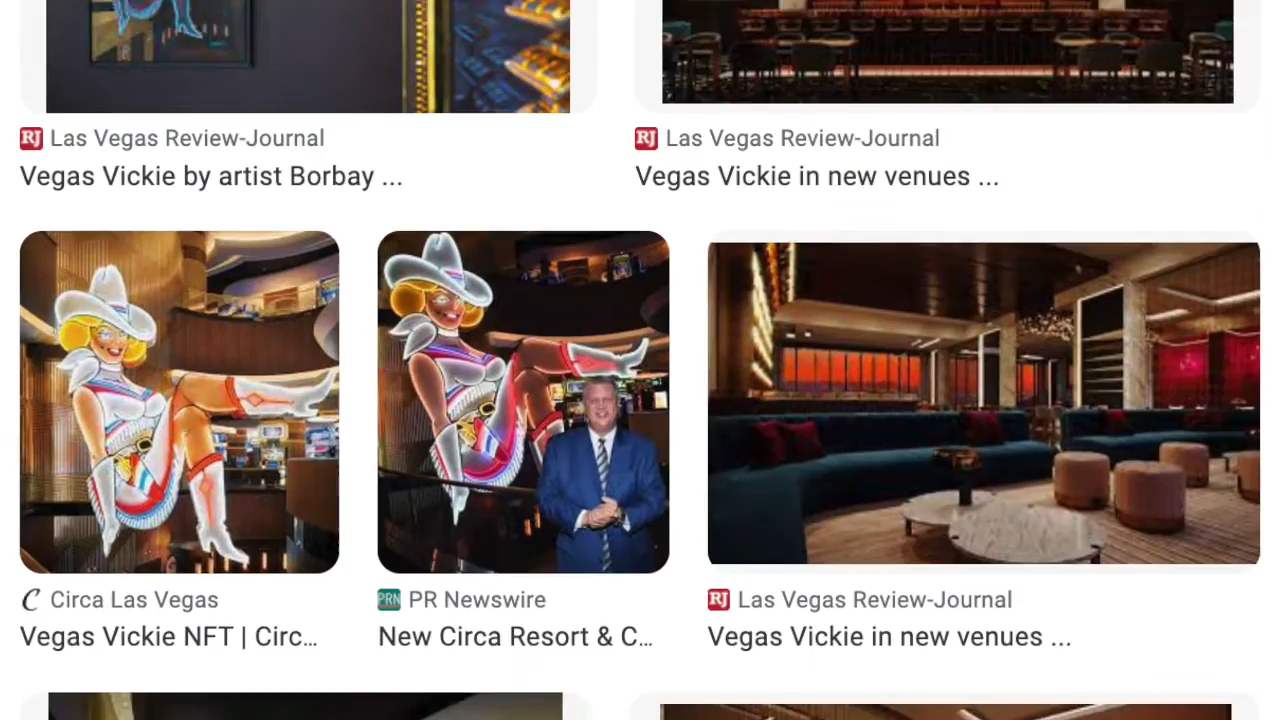 RJ Las Vegas Review-Journal
Vegas Vickie by artist Borbay ...
RJ Las Vegas Review-Journal
Vegas Vickie in new venues ...
C Circa Las Vegas
Vegas Vickie NFT | Circ...
PRN PR Newswire
New Circa Resort & C...
RJ Las Vegas Review-Journal
Vegas Vickie in new venues ...